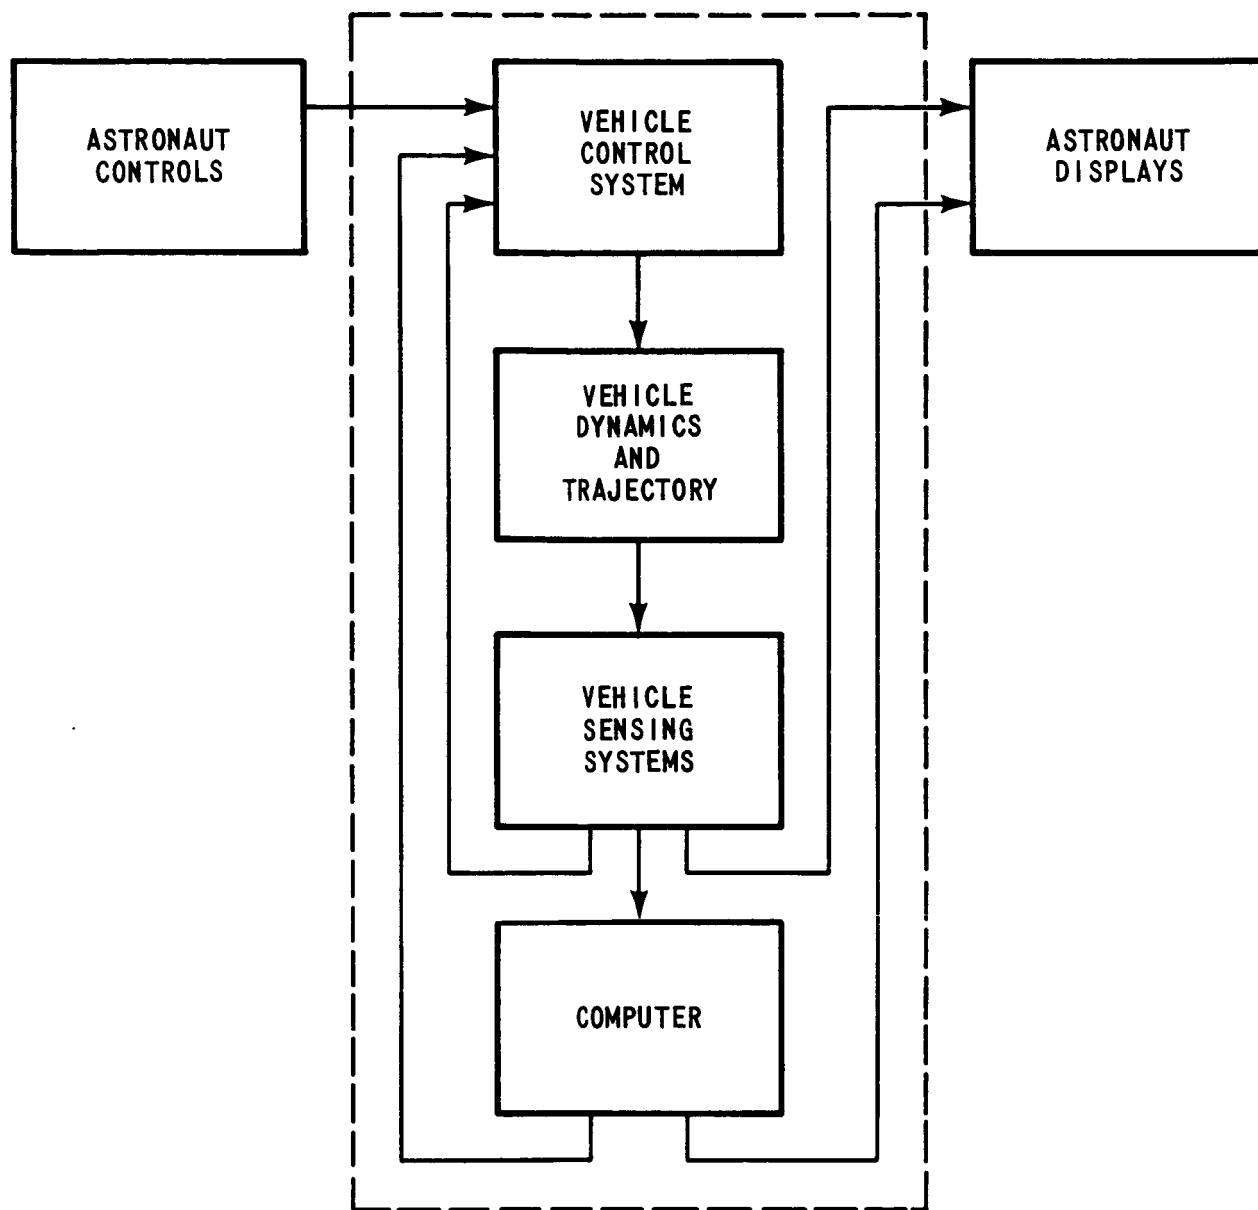 ASTRONAUT
CONTROLS
VEHICLE
CONTROL
SYSTEM
ASTRONAUT
DISPLAYS
VEHICLE
DYNAMICS
AND
TRAJECTORY
VEHICLE
SENSING
SYSTEMS
COMPUTER